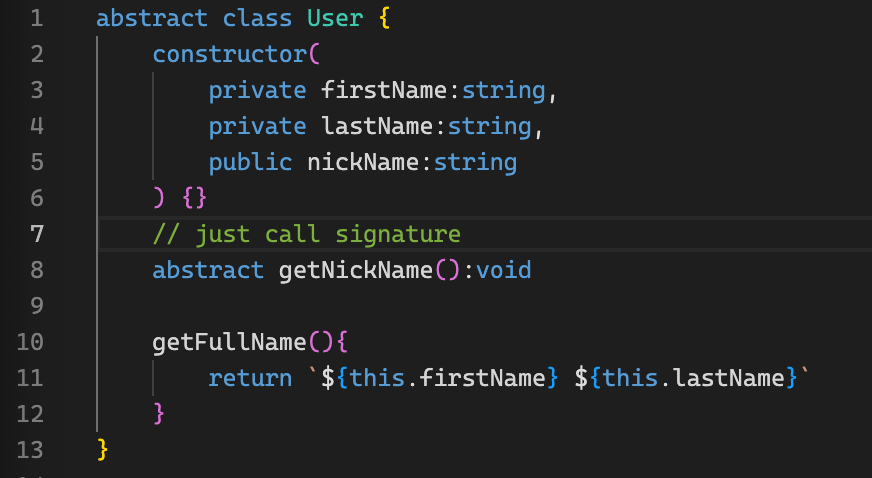 1 abstract class User {
2     constructor(
3         private firstName:string,
4         private lastName:string,
5         public nickName:string
6     ) {}
7     // just call signature
8     abstract getNickName():void
9
10     getFullName(){
11         return `${this.firstName} ${this.lastName}`
12     }
13 }